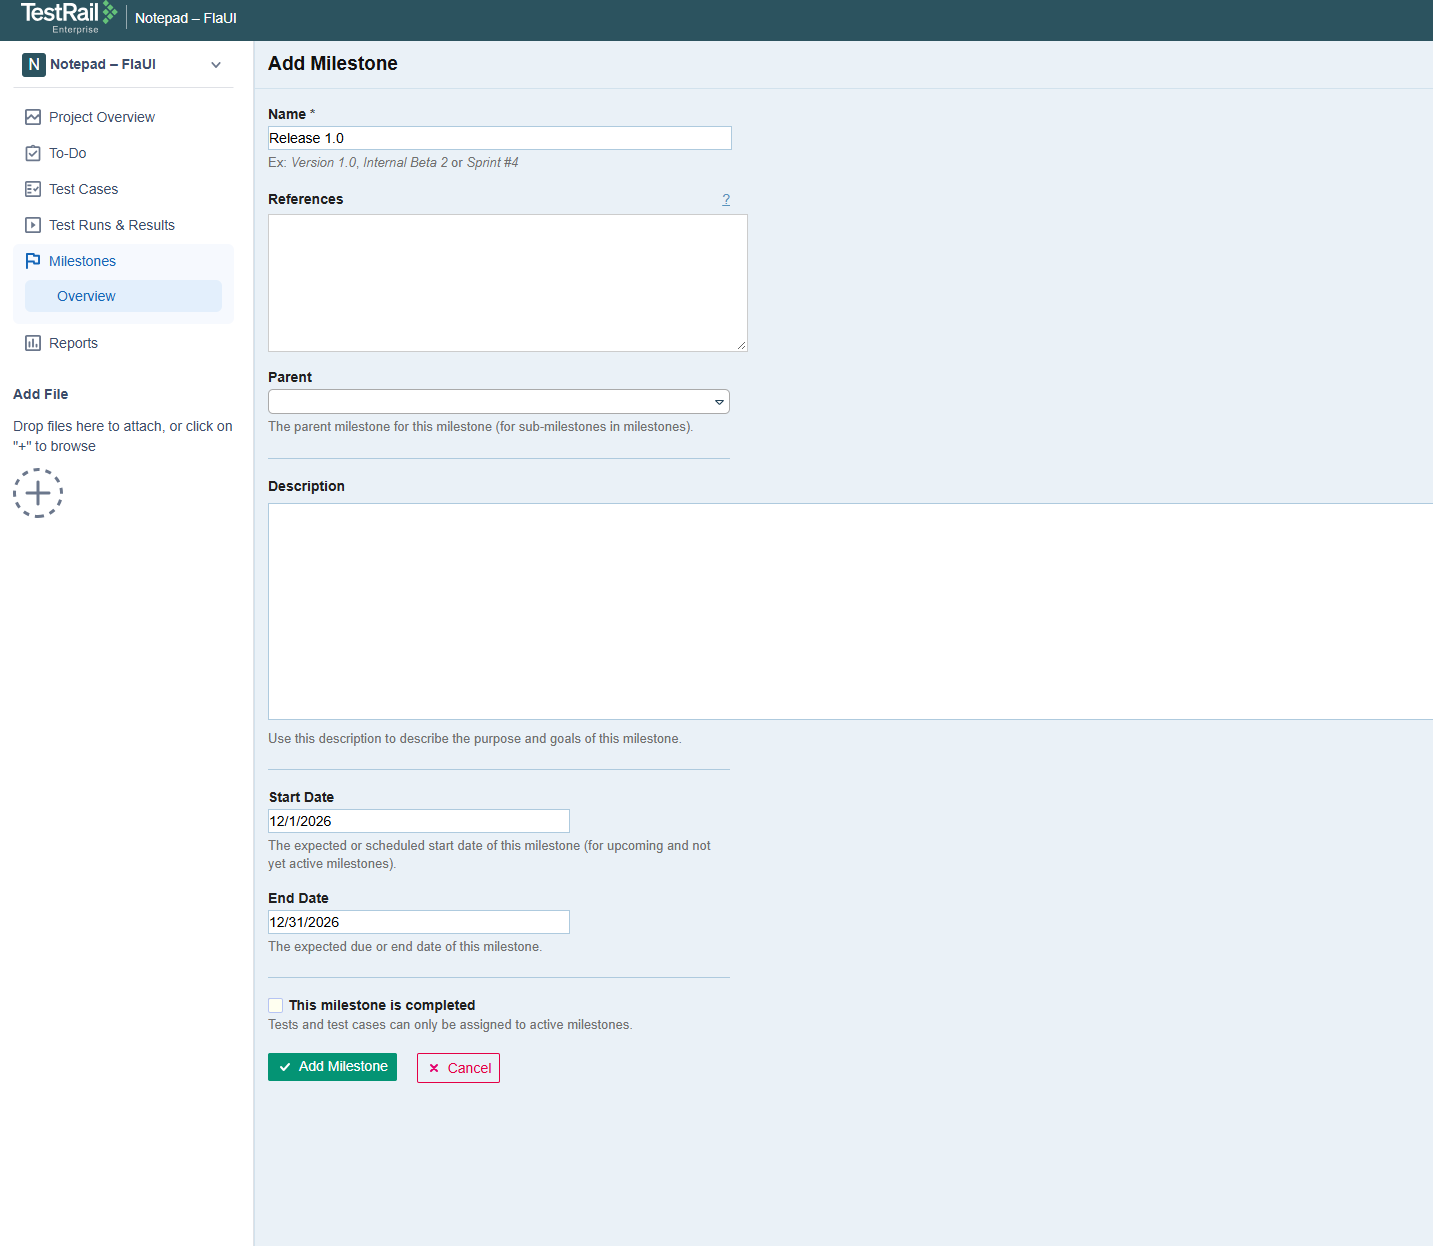 TestRail
Enterprise
Notepad – FlaUI
N Notepad – FlaUI
Project Overview
To-Do
Test Cases
Test Runs & Results
Milestones
Overview
Reports
Add File
Drop files here to attach, or click on
"+" to browse
Add Milestone
Name *
Release 1.0
Ex: Version 1.0, Internal Beta 2 or Sprint #4
References ?
Parent
The parent milestone for this milestone (for sub-milestones in milestones).
Description
Use this description to describe the purpose and goals of this milestone.
Start Date
12/1/2026
The expected or scheduled start date of this milestone (for upcoming and not
yet active milestones).
End Date
12/31/2026
The expected due or end date of this milestone.
This milestone is completed
Tests and test cases can only be assigned to active milestones.
Add Milestone
Cancel